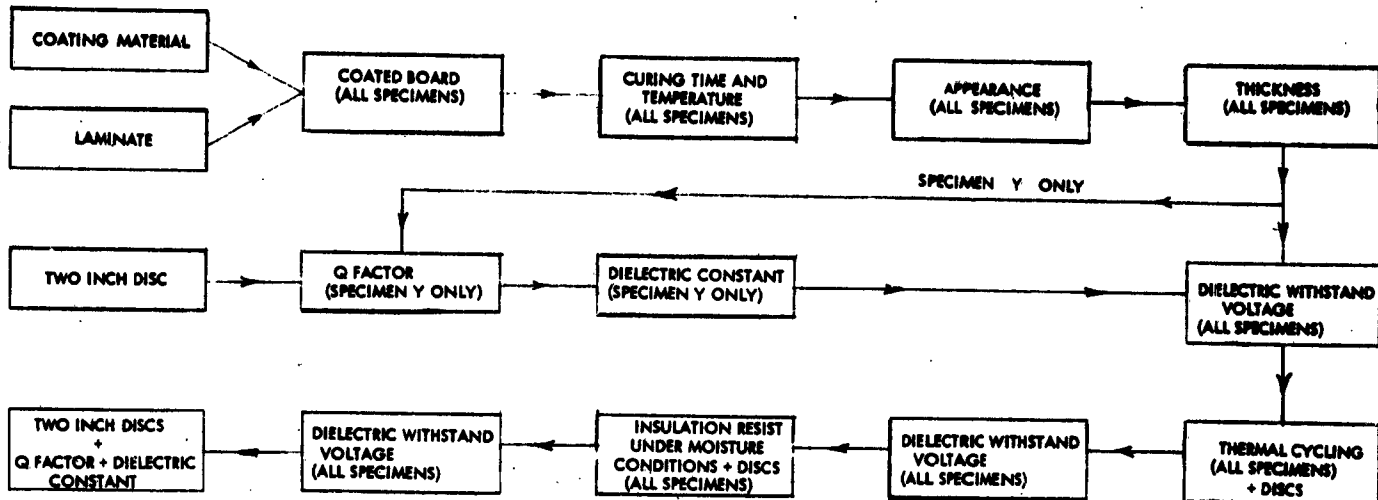 COATING MATERIAL
LAMINATE
COATED BOARD
(ALL SPECIMENS)
CURING TIME AND
TEMPERATURE
(ALL SPECIMENS)
APPEARANCE
(ALL SPECIMENS)
THICKNESS
(ALL SPECIMENS)
SPECIMEN Y ONLY
TWO INCH DISC
Q FACTOR
(SPECIMEN Y ONLY)
DIELECTRIC CONSTANT
(SPECIMEN Y ONLY)
DIELECTRIC WITHSTAND
VOLTAGE
(ALL SPECIMENS)
TWO INCH DISCS
+
Q FACTOR + DIELECTRIC
CONSTANT
DIELECTRIC WITHSTAND
VOLTAGE
(ALL SPECIMENS)
INSULATION RESIST
UNDER MOISTURE
CONDITIONS + DISCS
(ALL SPECIMENS)
DIELECTRIC WITHSTAND
VOLTAGE
(ALL SPECIMENS)
THERMAL CYCLING
(ALL SPECIMENS)
+ DISCS